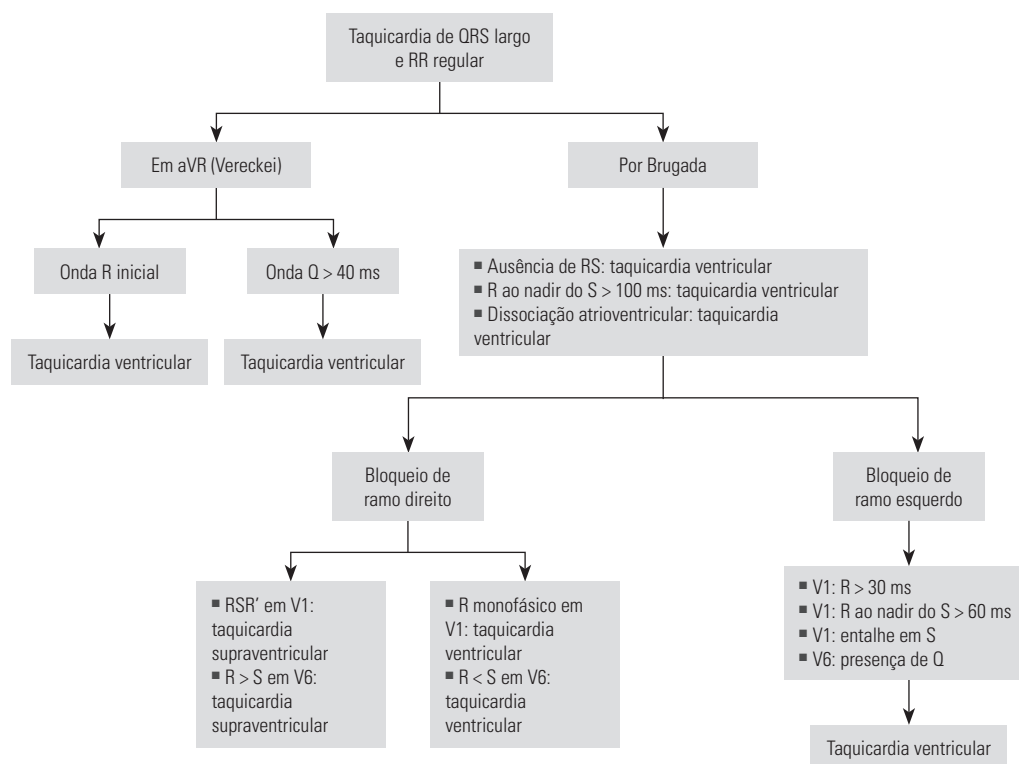 Taquicardia de QRS largo
e RR regular
Em aVR (Vereckei)
Por Brugada
Onda R inicial
Onda Q > 40 ms
Taquicardia ventricular
Taquicardia ventricular
■ Ausência de RS: taquicardia ventricular
■ R ao nadir do S > 100 ms: taquicardia ventricular
■ Dissociação atrioventricular: taquicardia
ventricular
Bloqueio de
ramo direito
Bloqueio de
ramo esquerdo
■ RSR’ em V1:
taquicardia
supraventricular
■ R > S em V6:
taquicardia
supraventricular
■ R monofásico em
V1: taquicardia
ventricular
■ R < S em V6:
taquicardia
ventricular
■ V1: R > 30 ms
■ V1: R ao nadir do S > 60 ms
■ V1: entalhe em S
■ V6: presença de Q
Taquicardia ventricular